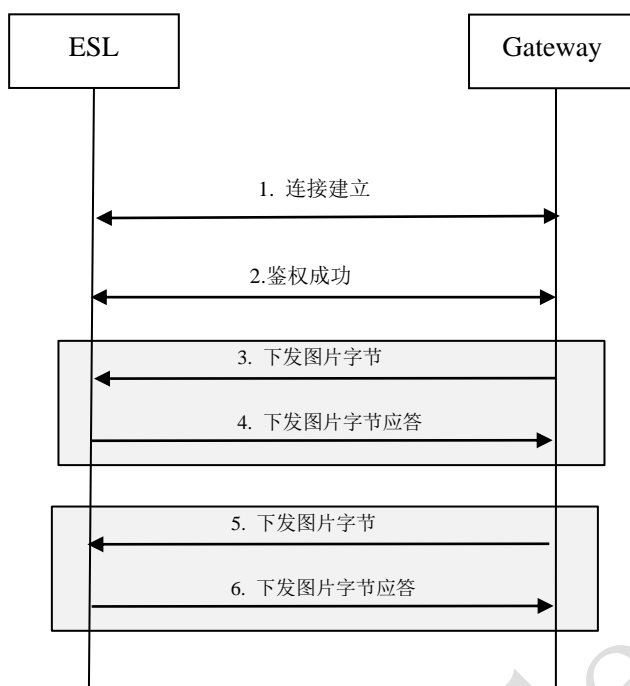 ESL
Gateway
1. 连接建立
2.鉴权成功
3. 下发图片字节
4. 下发图片字节应答
5. 下发图片字节
6. 下发图片字节应答